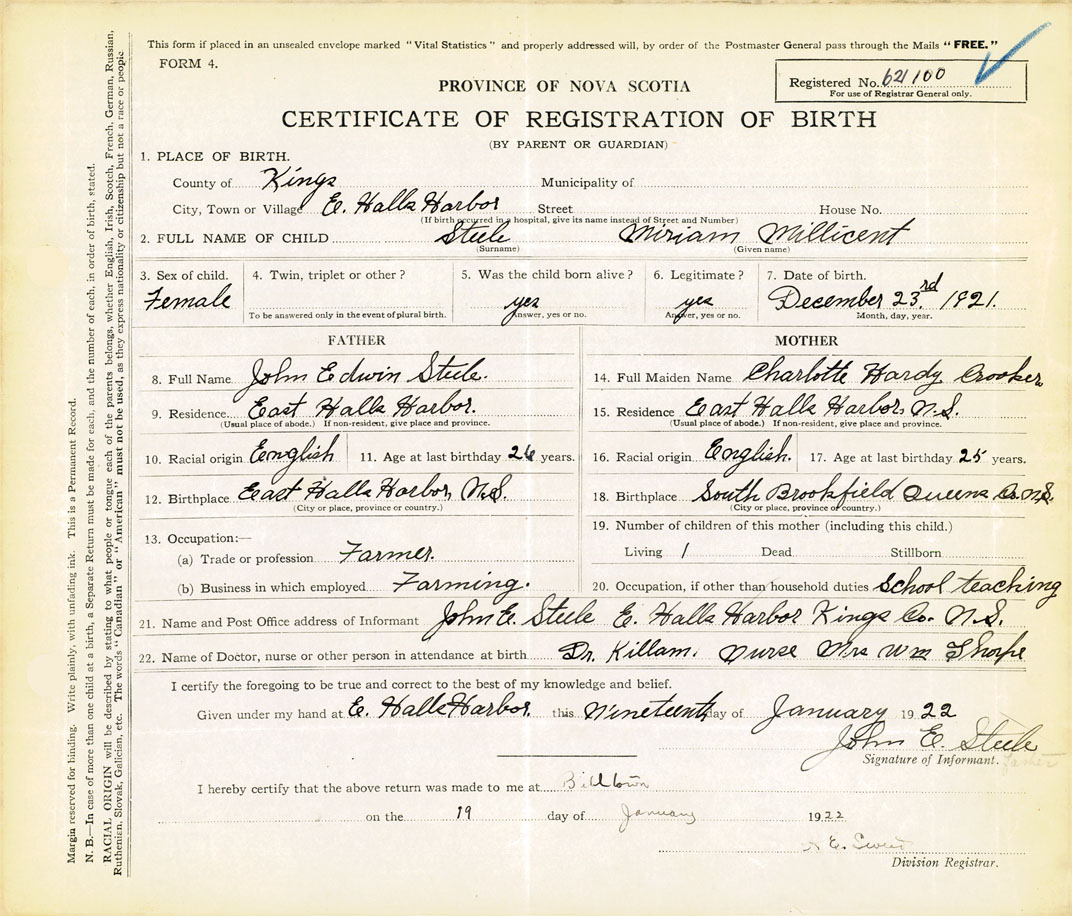 This form if placed in an unsealed envelope marked "Vital Statistics" and properly addressed will, by order of the Postmaster General pass through the Mails "FREE."
FORM 4.
Registered No. 621100
For use of Registrar General only.
PROVINCE OF NOVA SCOTIA
CERTIFICATE OF REGISTRATION OF BIRTH
(BY PARENT OR GUARDIAN)
1. PLACE OF BIRTH.
County of Kings Municipality of
City, Town or Village E. Halls Harbor Street House No.
(If birth occurred in a hospital, give its name instead of Street and Number)
2. FULL NAME OF CHILD Steele Miriam Millicent
(Surname) (Given name)
3. Sex of child. 4. Twin, triplet or other? 5. Was the child born alive? 6. Legitimate? 7. Date of birth.
Female yes yes December 23rd 1921.
To be answered only in the event of plural birth. Answer, yes or no. Answer, yes or no. Month, day, year.
FATHER MOTHER
8. Full Name John Edwin Steele. 14. Full Maiden Name Charlotte Hardy Crooker
9. Residence East Halls Harbor. 15. Residence East Halls Harbor, N.S.
(Usual place of abode.) If non-resident, give place and province. (Usual place of abode.) If non-resident, give place and province.
10. Racial origin English 11. Age at last birthday 26 years. 16. Racial origin English. 17. Age at last birthday 25 years.
12. Birthplace East Halls Harbor, N.S. 18. Birthplace South Brookfield Queens Co. N.S.
(City or place, province or country.) (City or place, province or country.)
13. Occupation:— 19. Number of children of this mother (including this child.)
(a) Trade or profession Farmer. Living 1 Dead Stillborn
(b) Business in which employed Farming. 20. Occupation, if other than household duties School teaching
21. Name and Post Office address of Informant John E. Steele E. Halls Harbor Kings Co. N.S.
22. Name of Doctor, nurse or other person in attendance at birth Dr. Killam. Nurse Mrs Wm Thorpe
I certify the foregoing to be true and correct to the best of my knowledge and belief.
Given under my hand at E. Halls Harbor. this Nineteenth day of January 1922
John E. Steele
Signature of Informant. Father
I hereby certify that the above return was made to me at Billtown
on the 19 day of January 1922
Division Registrar.
Margin reserved for binding. Write plainly, with unfading ink. This is a Permanent Record.
N. B.—In case of more than one child at a birth, a Separate Return must be made for each, and the number of each, in order of birth, stated.
RACIAL ORIGIN will be described by stating to what people or tongue each of the parents belongs, whether English, Irish, Scotch, French, German, Russian,
Ruthenian, Slovak, Galician, etc. The words "Canadian" or "American" must not be used, as they express nationality or citizenship but not a race or people.